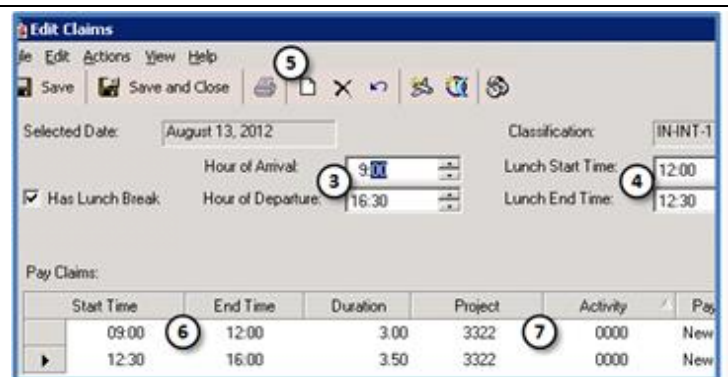 Edit Claims
Edit Actions View Help
5
Save Save and Close
Selected Date: August 13, 2012 Classification: IN-INT-1
Hour of Arrival: 3 9:00 Lunch Start Time: 4 12:00
Has Lunch Break Hour of Departure: 16:30 Lunch End Time: 12:30
Pay Claims:
Start Time End Time Duration Project Activity Pay
09:00 6 12:00 3.00 3322 7 0000 New
12:30 16:00 3.50 3322 0000 New